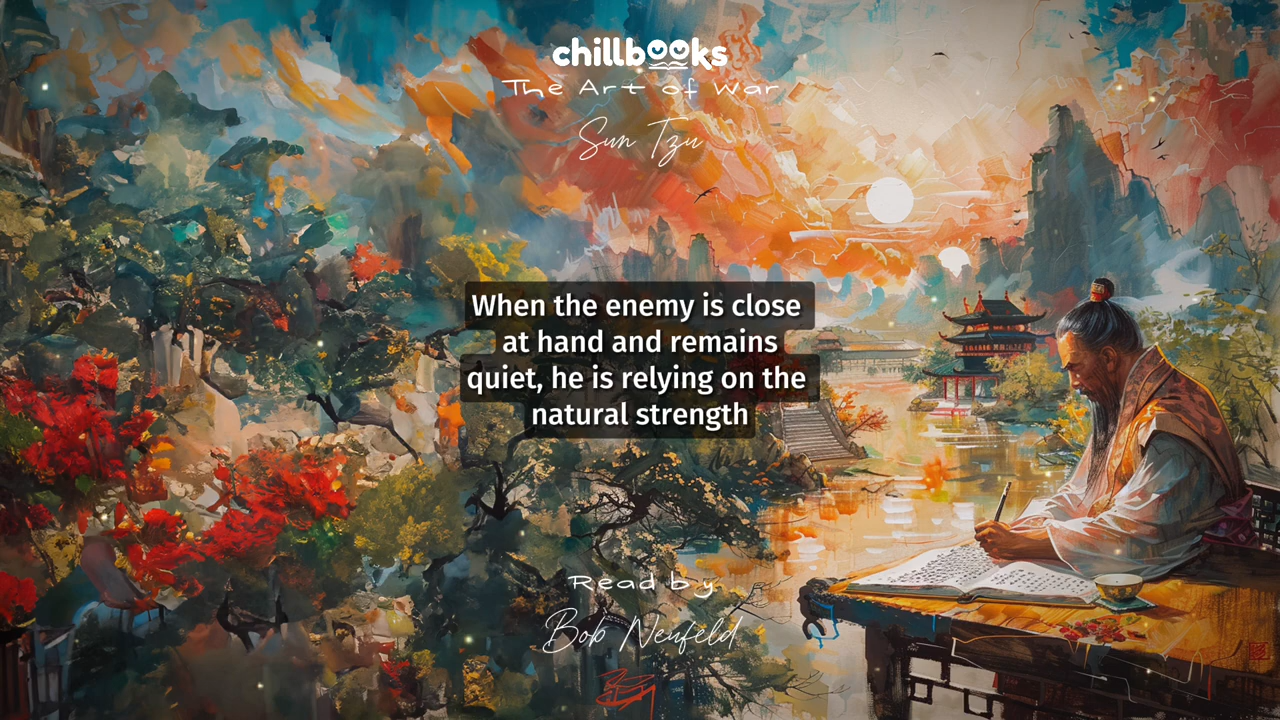 chillbooks
The Art of War
Sun Tzu
When the enemy is close
at hand and remains
quiet, he is relying on the
natural strength
Read by
Bob Neufeld